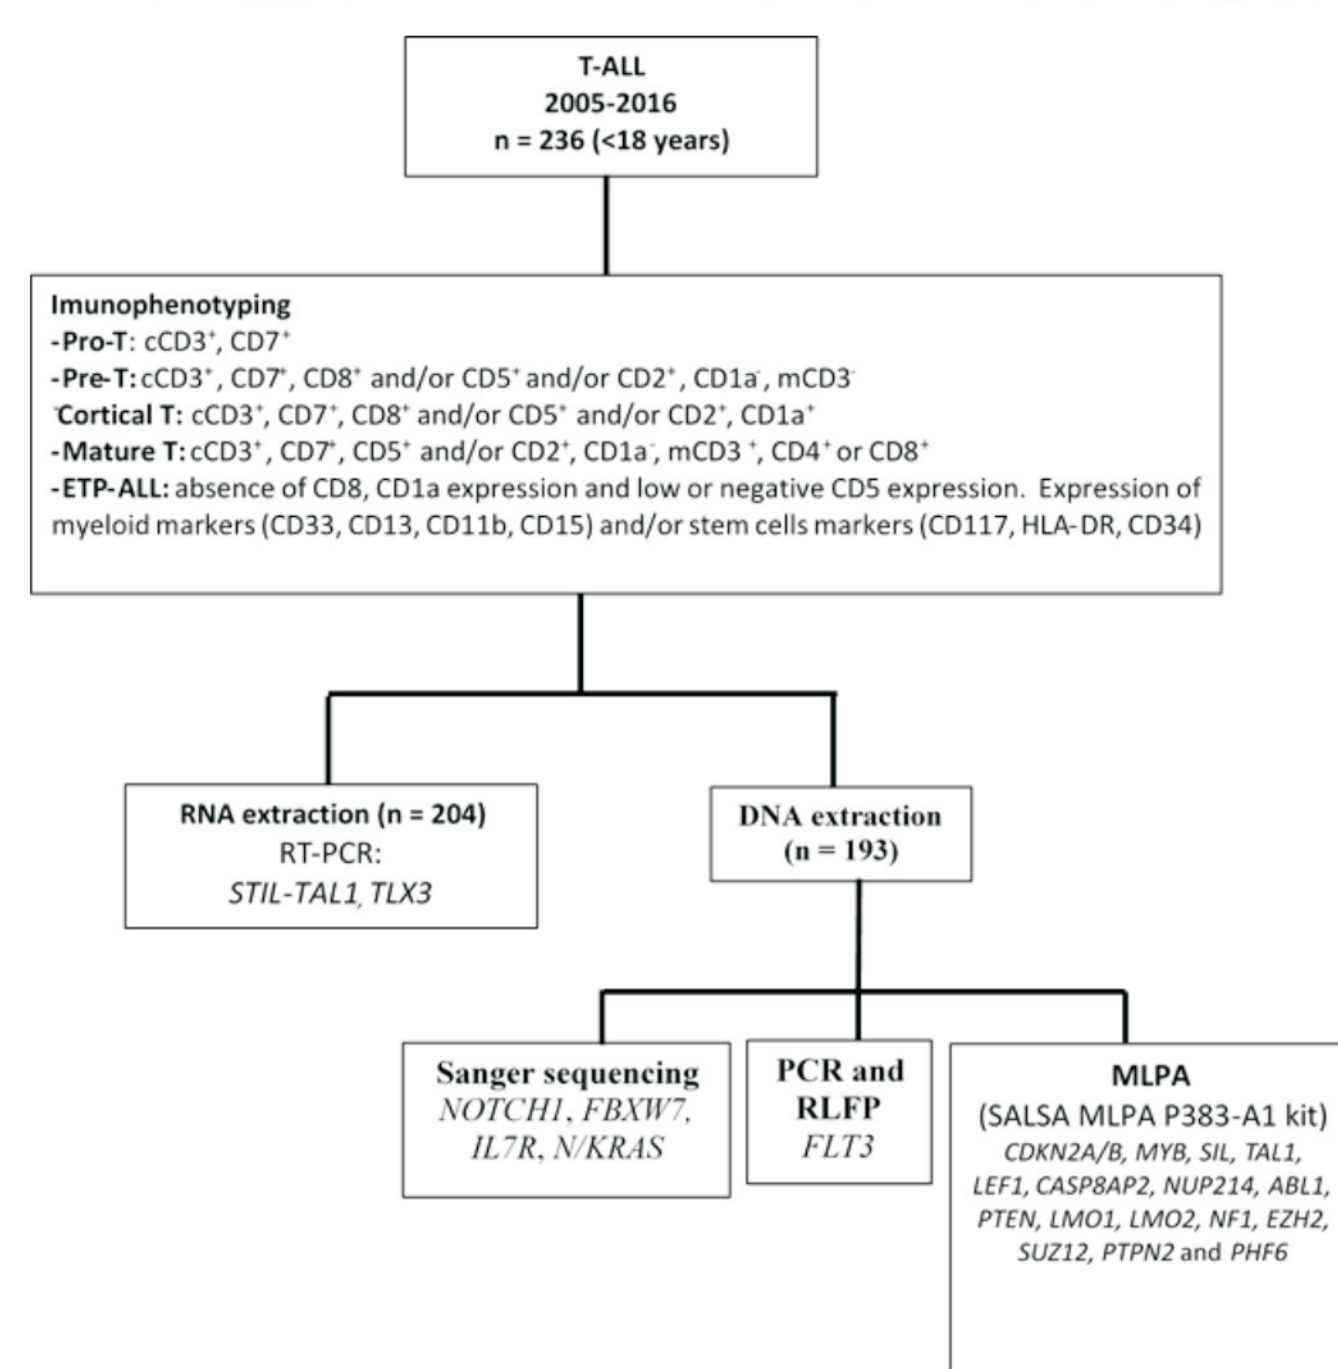 T-ALL
2005-2016
n = 236 (<18 years)
Imunophenotyping
-Pro-T: cCD3⁺, CD7⁺
-Pre-T: cCD3⁺, CD7⁺, CD8⁺ and/or CD5⁺ and/or CD2⁺, CD1a⁻, mCD3⁻
-Cortical T: cCD3⁺, CD7⁺, CD8⁺ and/or CD5⁺ and/or CD2⁺, CD1a⁺
-Mature T: cCD3⁺, CD7⁺, CD5⁺ and/or CD2⁺, CD1a⁻, mCD3 ⁺, CD4⁺ or CD8⁺
-ETP-ALL: absence of CD8, CD1a expression and low or negative CD5 expression. Expression of
myeloid markers (CD33, CD13, CD11b, CD15) and/or stem cells markers (CD117, HLA-DR, CD34)
RNA extraction (n = 204)
RT-PCR:
STIL-TAL1, TLX3
DNA extraction
(n = 193)
Sanger sequencing
NOTCH1, FBXW7,
IL7R, N/KRAS
PCR and
RLFP
FLT3
MLPA
(SALSA MLPA P383-A1 kit)
CDKN2A/B, MYB, SIL, TAL1,
LEF1, CASP8AP2, NUP214, ABL1,
PTEN, LMO1, LMO2, NF1, EZH2,
SUZ12, PTPN2 and PHF6